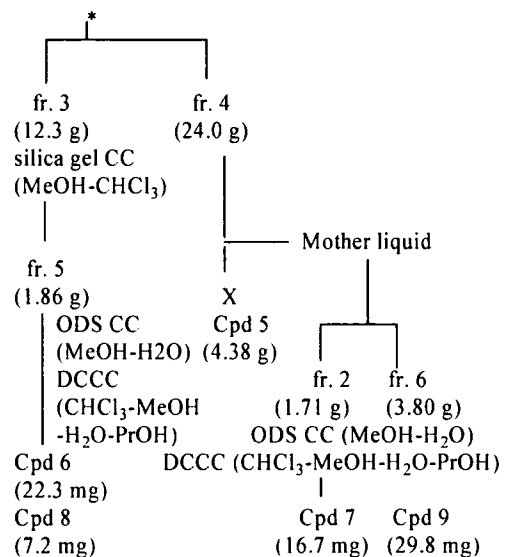 *
fr. 3 fr. 4
(12.3 g) (24.0 g)
silica gel CC
(MeOH-CHCl₃)
Mother liquid
fr. 5
(1.86 g)
X
ODS CC
Cpd 5
(MeOH-H2O)
(4.38 g)
DCCC
(CHCl₃-MeOH
-H₂O-PrOH)
fr. 2 fr. 6
(1.71 g) (3.80 g)
ODS CC (MeOH-H₂O)
DCCC (CHCl₃-MeOH-H₂O-PrOH)
Cpd 6
(22.3 mg)
Cpd 8
(7.2 mg)
Cpd 7 Cpd 9
(16.7 mg) (29.8 mg)